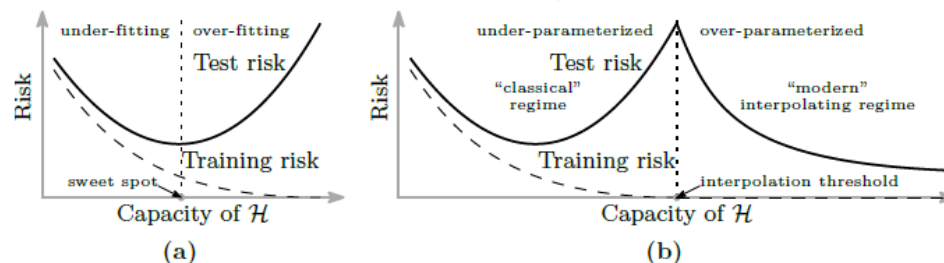 under-fitting
over-fitting
Test risk
Risk
Training risk
sweet spot
Capacity of ℋ
(a)
under-parameterized
over-parameterized
Test risk
"classical"
regime
"modern"
interpolating regime
Risk
Training risk
interpolation threshold
Capacity of ℋ
(b)